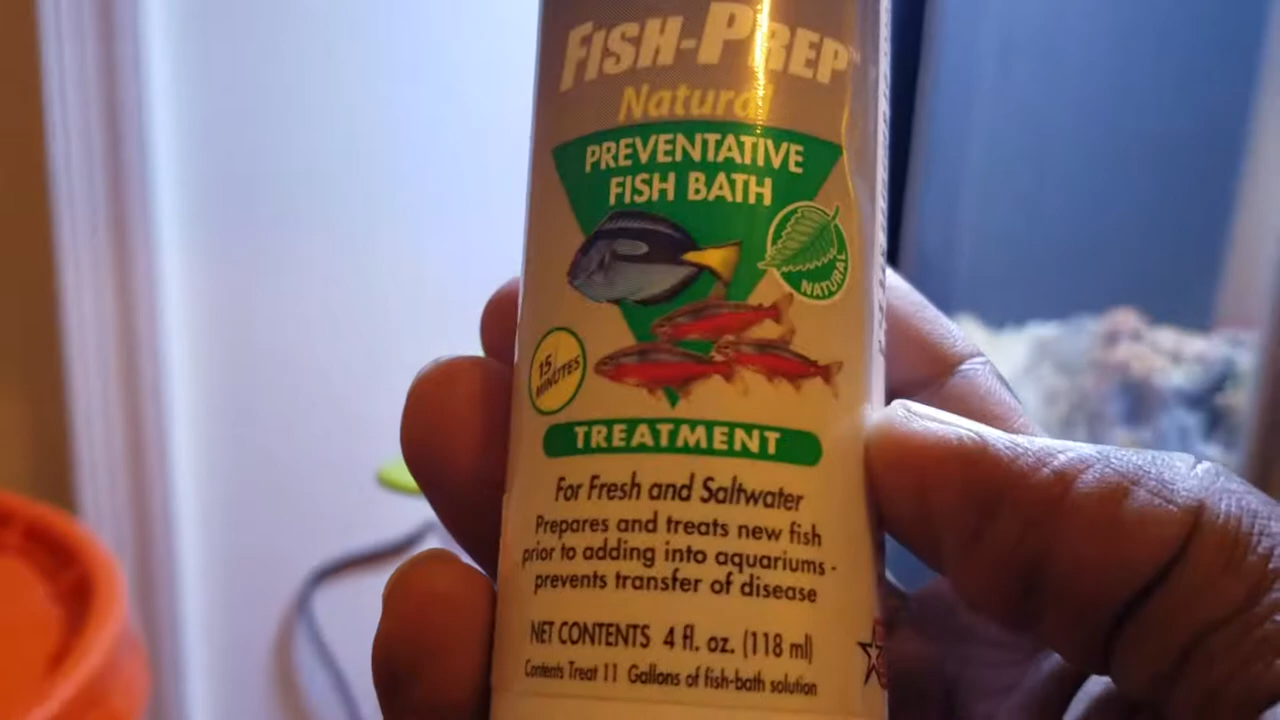 FISH-PREP™
Natural
PREVENTATIVE
FISH BATH
NATURAL
15
MINUTES
TREATMENT
For Fresh and Saltwater
Prepares and treats new fish
prior to adding into aquariums -
prevents transfer of disease
NET CONTENTS 4 fl. oz. (118 ml)
Contents Treat 11 Gallons of fish-bath solution